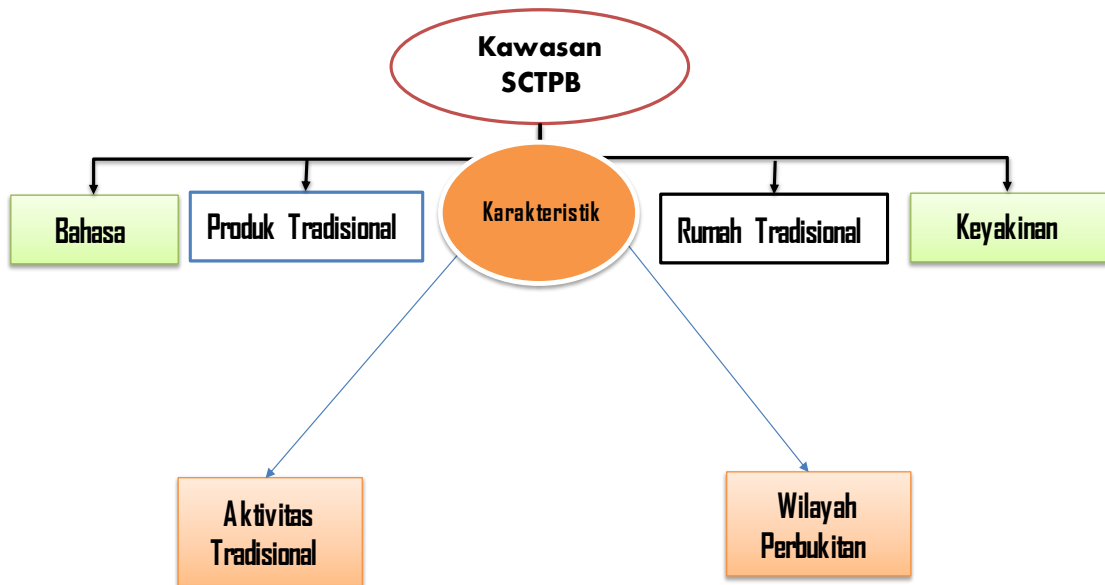 Kawasan
SCTPB
Karakteristik
Bahasa
Produk Tradisional
Rumah Tradisional
Keyakinan
Aktivitas
Tradisional
Wilayah
Perbukitan